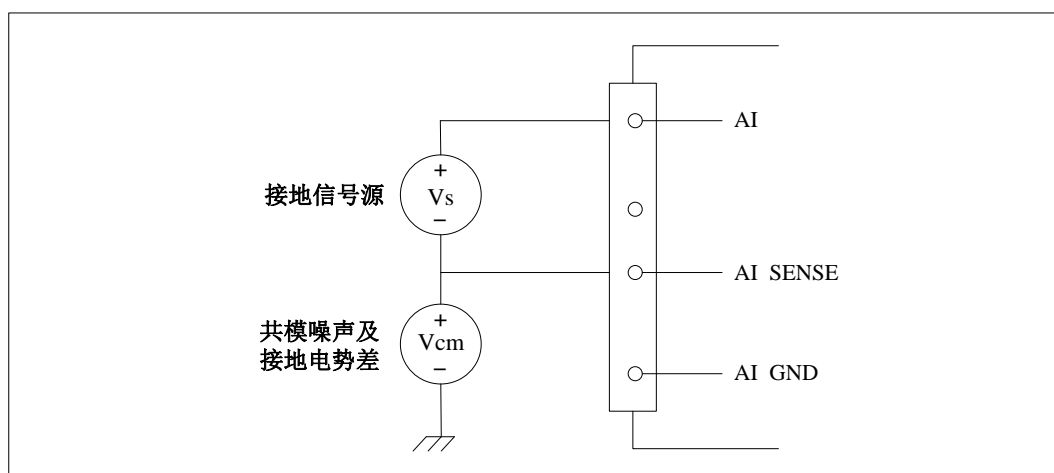 AI
接地信号源
+
Vs
−
AI SENSE
共模噪声及
接地电势差
+
Vcm
−
AI GND